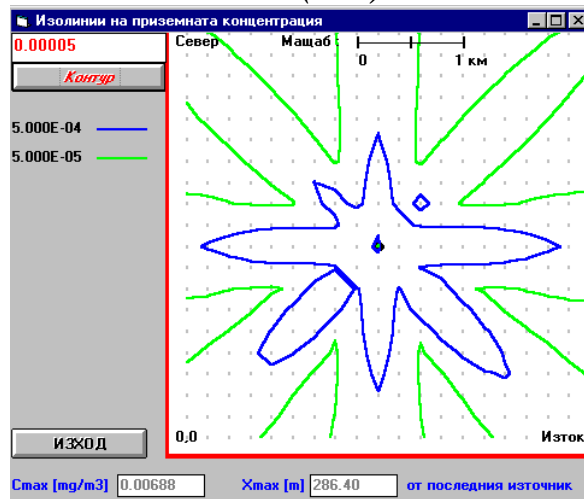 Изолинии на приземната концентрация
0.00005
Север
Мащаб :
0
1 км
Контур
5.000E-04
5.000E-05
ИЗХОД
0,0
Изток
Cmax [mg/m3] 0.00688 Xmax [m] 286.40 от последния източник